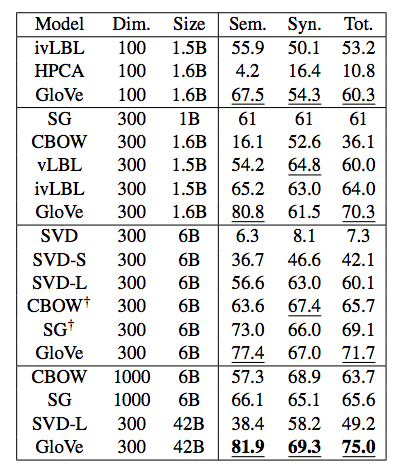 Model Dim. Size Sem. Syn. Tot.
ivLBL 100 1.5B 55.9 50.1 53.2
HPCA 100 1.6B 4.2 16.4 10.8
GloVe 100 1.6B 67.5 54.3 60.3
SG 300 1B 61 61 61
CBOW 300 1.6B 16.1 52.6 36.1
vLBL 300 1.5B 54.2 64.8 60.0
ivLBL 300 1.5B 65.2 63.0 64.0
GloVe 300 1.6B 80.8 61.5 70.3
SVD 300 6B 6.3 8.1 7.3
SVD-S 300 6B 36.7 46.6 42.1
SVD-L 300 6B 56.6 63.0 60.1
CBOW† 300 6B 63.6 67.4 65.7
SG† 300 6B 73.0 66.0 69.1
GloVe 300 6B 77.4 67.0 71.7
CBOW 1000 6B 57.3 68.9 63.7
SG 1000 6B 66.1 65.1 65.6
SVD-L 300 42B 38.4 58.2 49.2
GloVe 300 42B 81.9 69.3 75.0